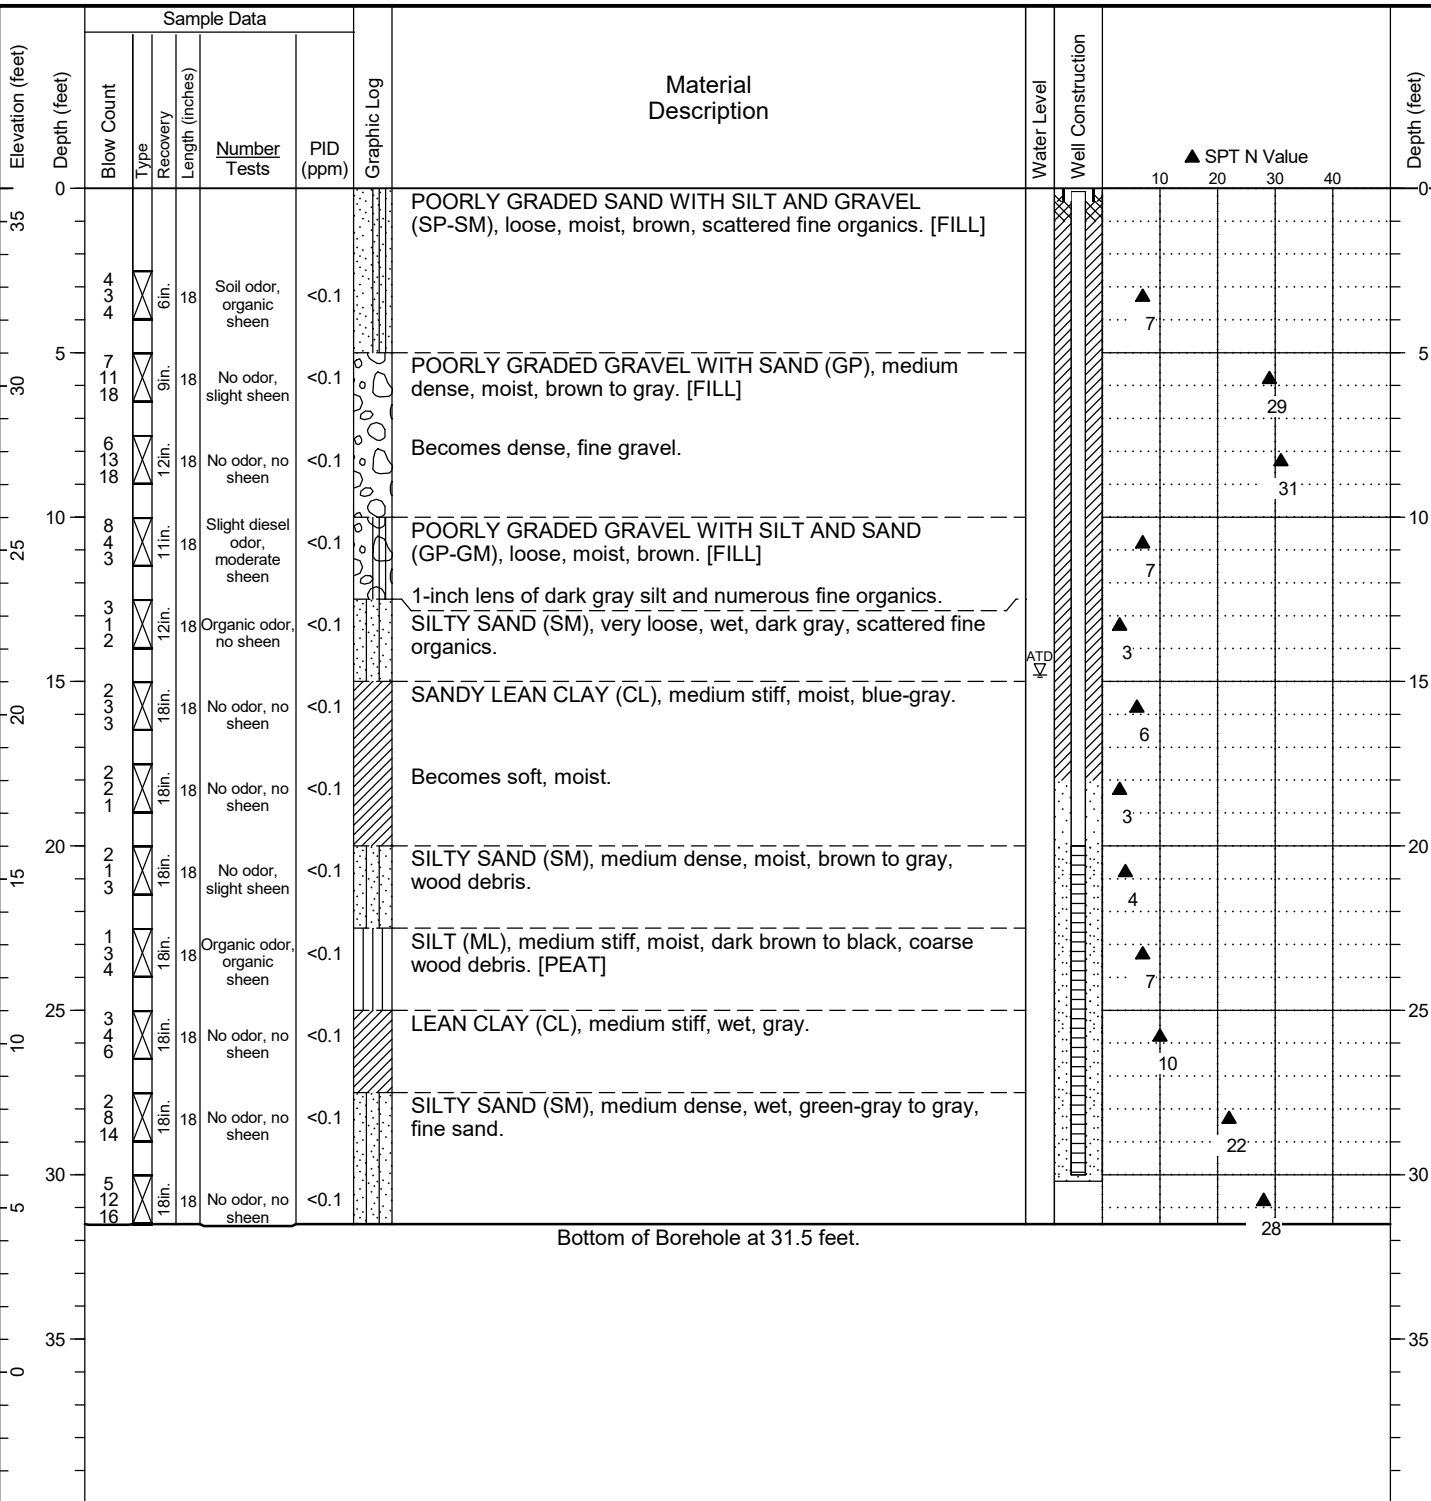 Sample Data
Elevation (feet)
Depth (feet)
Blow Count
Type
Recovery
Length (inches)
Number
Tests
PID
(ppm)
Graphic Log
Material
Description
Water Level
Well Construction
▲ SPT N Value
10 20 30 40
Depth (feet)
0
POORLY GRADED SAND WITH SILT AND GRAVEL
(SP-SM), loose, moist, brown, scattered fine organics. [FILL]
0
35
4
3
4
6in.
18
Soil odor,
organic
sheen
<0.1
7
5
7
11
18
9in.
18
No odor,
slight sheen
<0.1
POORLY GRADED GRAVEL WITH SAND (GP), medium
dense, moist, brown to gray. [FILL]
29
5
30
6
13
18
12in.
18
No odor, no
sheen
<0.1
Becomes dense, fine gravel.
31
10
8
4
3
11in.
18
Slight diesel
odor,
moderate
sheen
<0.1
POORLY GRADED GRAVEL WITH SILT AND SAND
(GP-GM), loose, moist, brown. [FILL]
7
10
25
1-inch lens of dark gray silt and numerous fine organics.
3
1
2
12in.
18
Organic odor,
no sheen
<0.1
SILTY SAND (SM), very loose, wet, dark gray, scattered fine
organics.
ATD
3
15
2
3
3
18in.
18
No odor, no
sheen
<0.1
SANDY LEAN CLAY (CL), medium stiff, moist, blue-gray.
6
15
20
2
2
1
18in.
18
No odor, no
sheen
<0.1
Becomes soft, moist.
3
20
2
1
3
18in.
18
No odor,
slight sheen
<0.1
SILTY SAND (SM), medium dense, moist, brown to gray,
wood debris.
4
20
15
1
3
4
18in.
18
Organic odor,
organic
sheen
<0.1
SILT (ML), medium stiff, moist, dark brown to black, coarse
wood debris. [PEAT]
7
25
3
4
6
18in.
18
No odor, no
sheen
<0.1
LEAN CLAY (CL), medium stiff, wet, gray.
10
25
10
2
8
14
18in.
18
No odor, no
sheen
<0.1
SILTY SAND (SM), medium dense, wet, green-gray to gray,
fine sand.
22
30
5
12
16
18in.
18
No odor, no
sheen
<0.1
28
30
5
Bottom of Borehole at 31.5 feet.
35
35
0